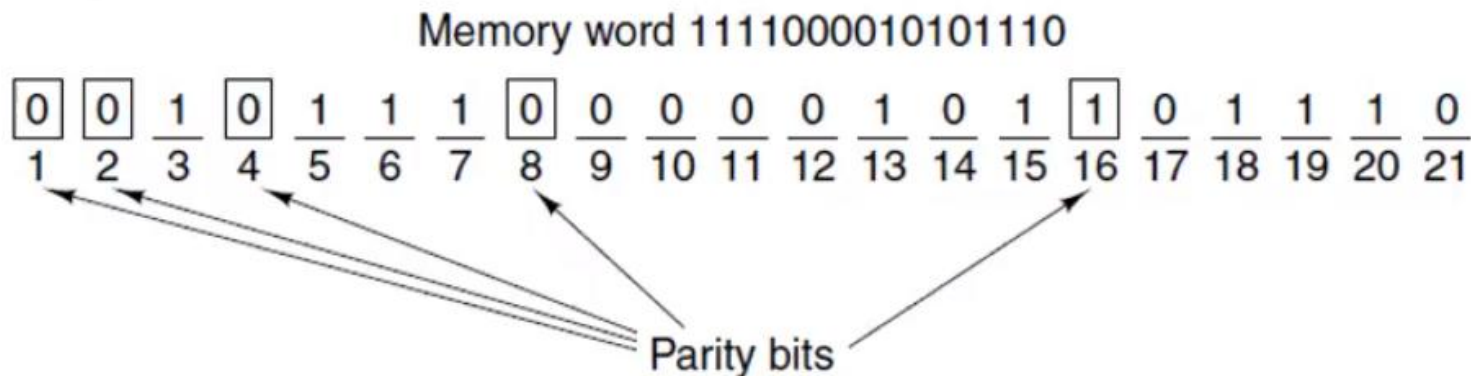 Memory word 1111000010101110
0 0 1 0 1 1 1 0 0 0 0 0 1 0 1 1 0 1 1 1 0
1 2 3 4 5 6 7 8 9 10 11 12 13 14 15 16 17 18 19 20 21
Parity bits